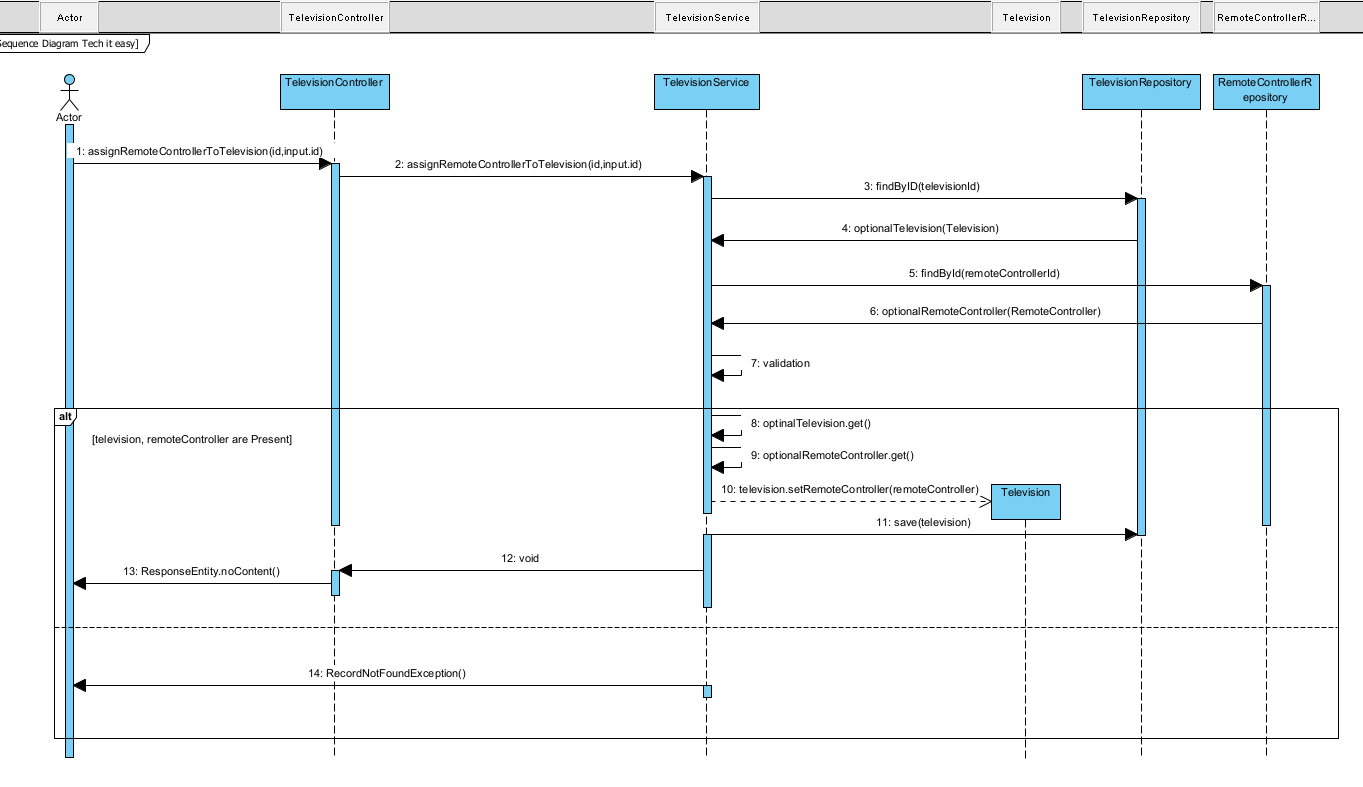 Actor
TelevisionController
TelevisionService
Television
TelevisionRepository
RemoteControllerR...
Sequence Diagram Tech it easy]
TelevisionController
TelevisionService
TelevisionRepository
RemoteControllerR
epository
Actor
1: assignRemoteControllerToTelevision(id,input.id)
2: assignRemoteControllerToTelevision(id,input.id)
3: findByID(televisionId)
4: optionalTelevision(Television)
5: findById(remoteControllerId)
6: optionalRemoteController(RemoteController)
7: validation
alt
[television, remoteController are Present]
8: optinalTelevision.get()
9: optionalRemoteController.get()
10: television.setRemoteController(remoteController)
Television
11: save(television)
12: void
13: ResponseEntity.noContent()
14: RecordNotFoundException()